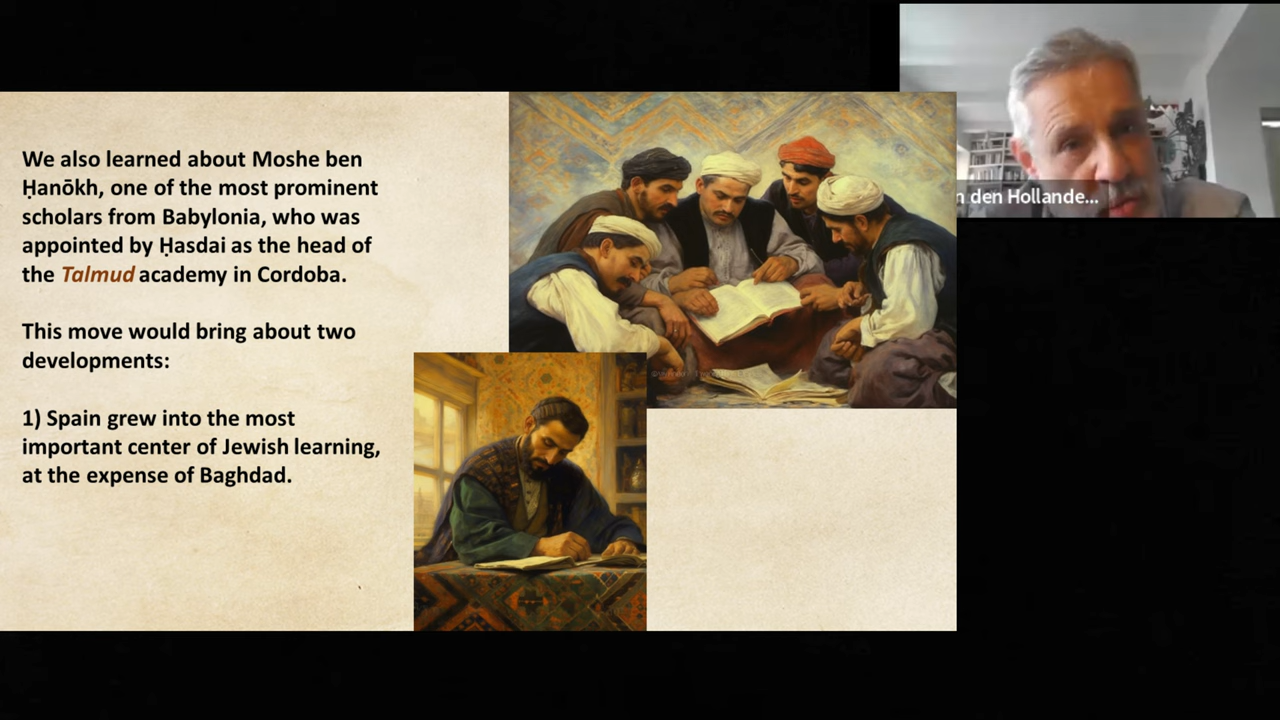 We also learned about Moshe ben
Ḥanōkh, one of the most prominent
scholars from Babylonia, who was
appointed by Ḥasdai as the head of
the Talmud academy in Cordoba.
This move would bring about two
developments:
1) Spain grew into the most
important center of Jewish learning,
at the expense of Baghdad.
n den Hollande...